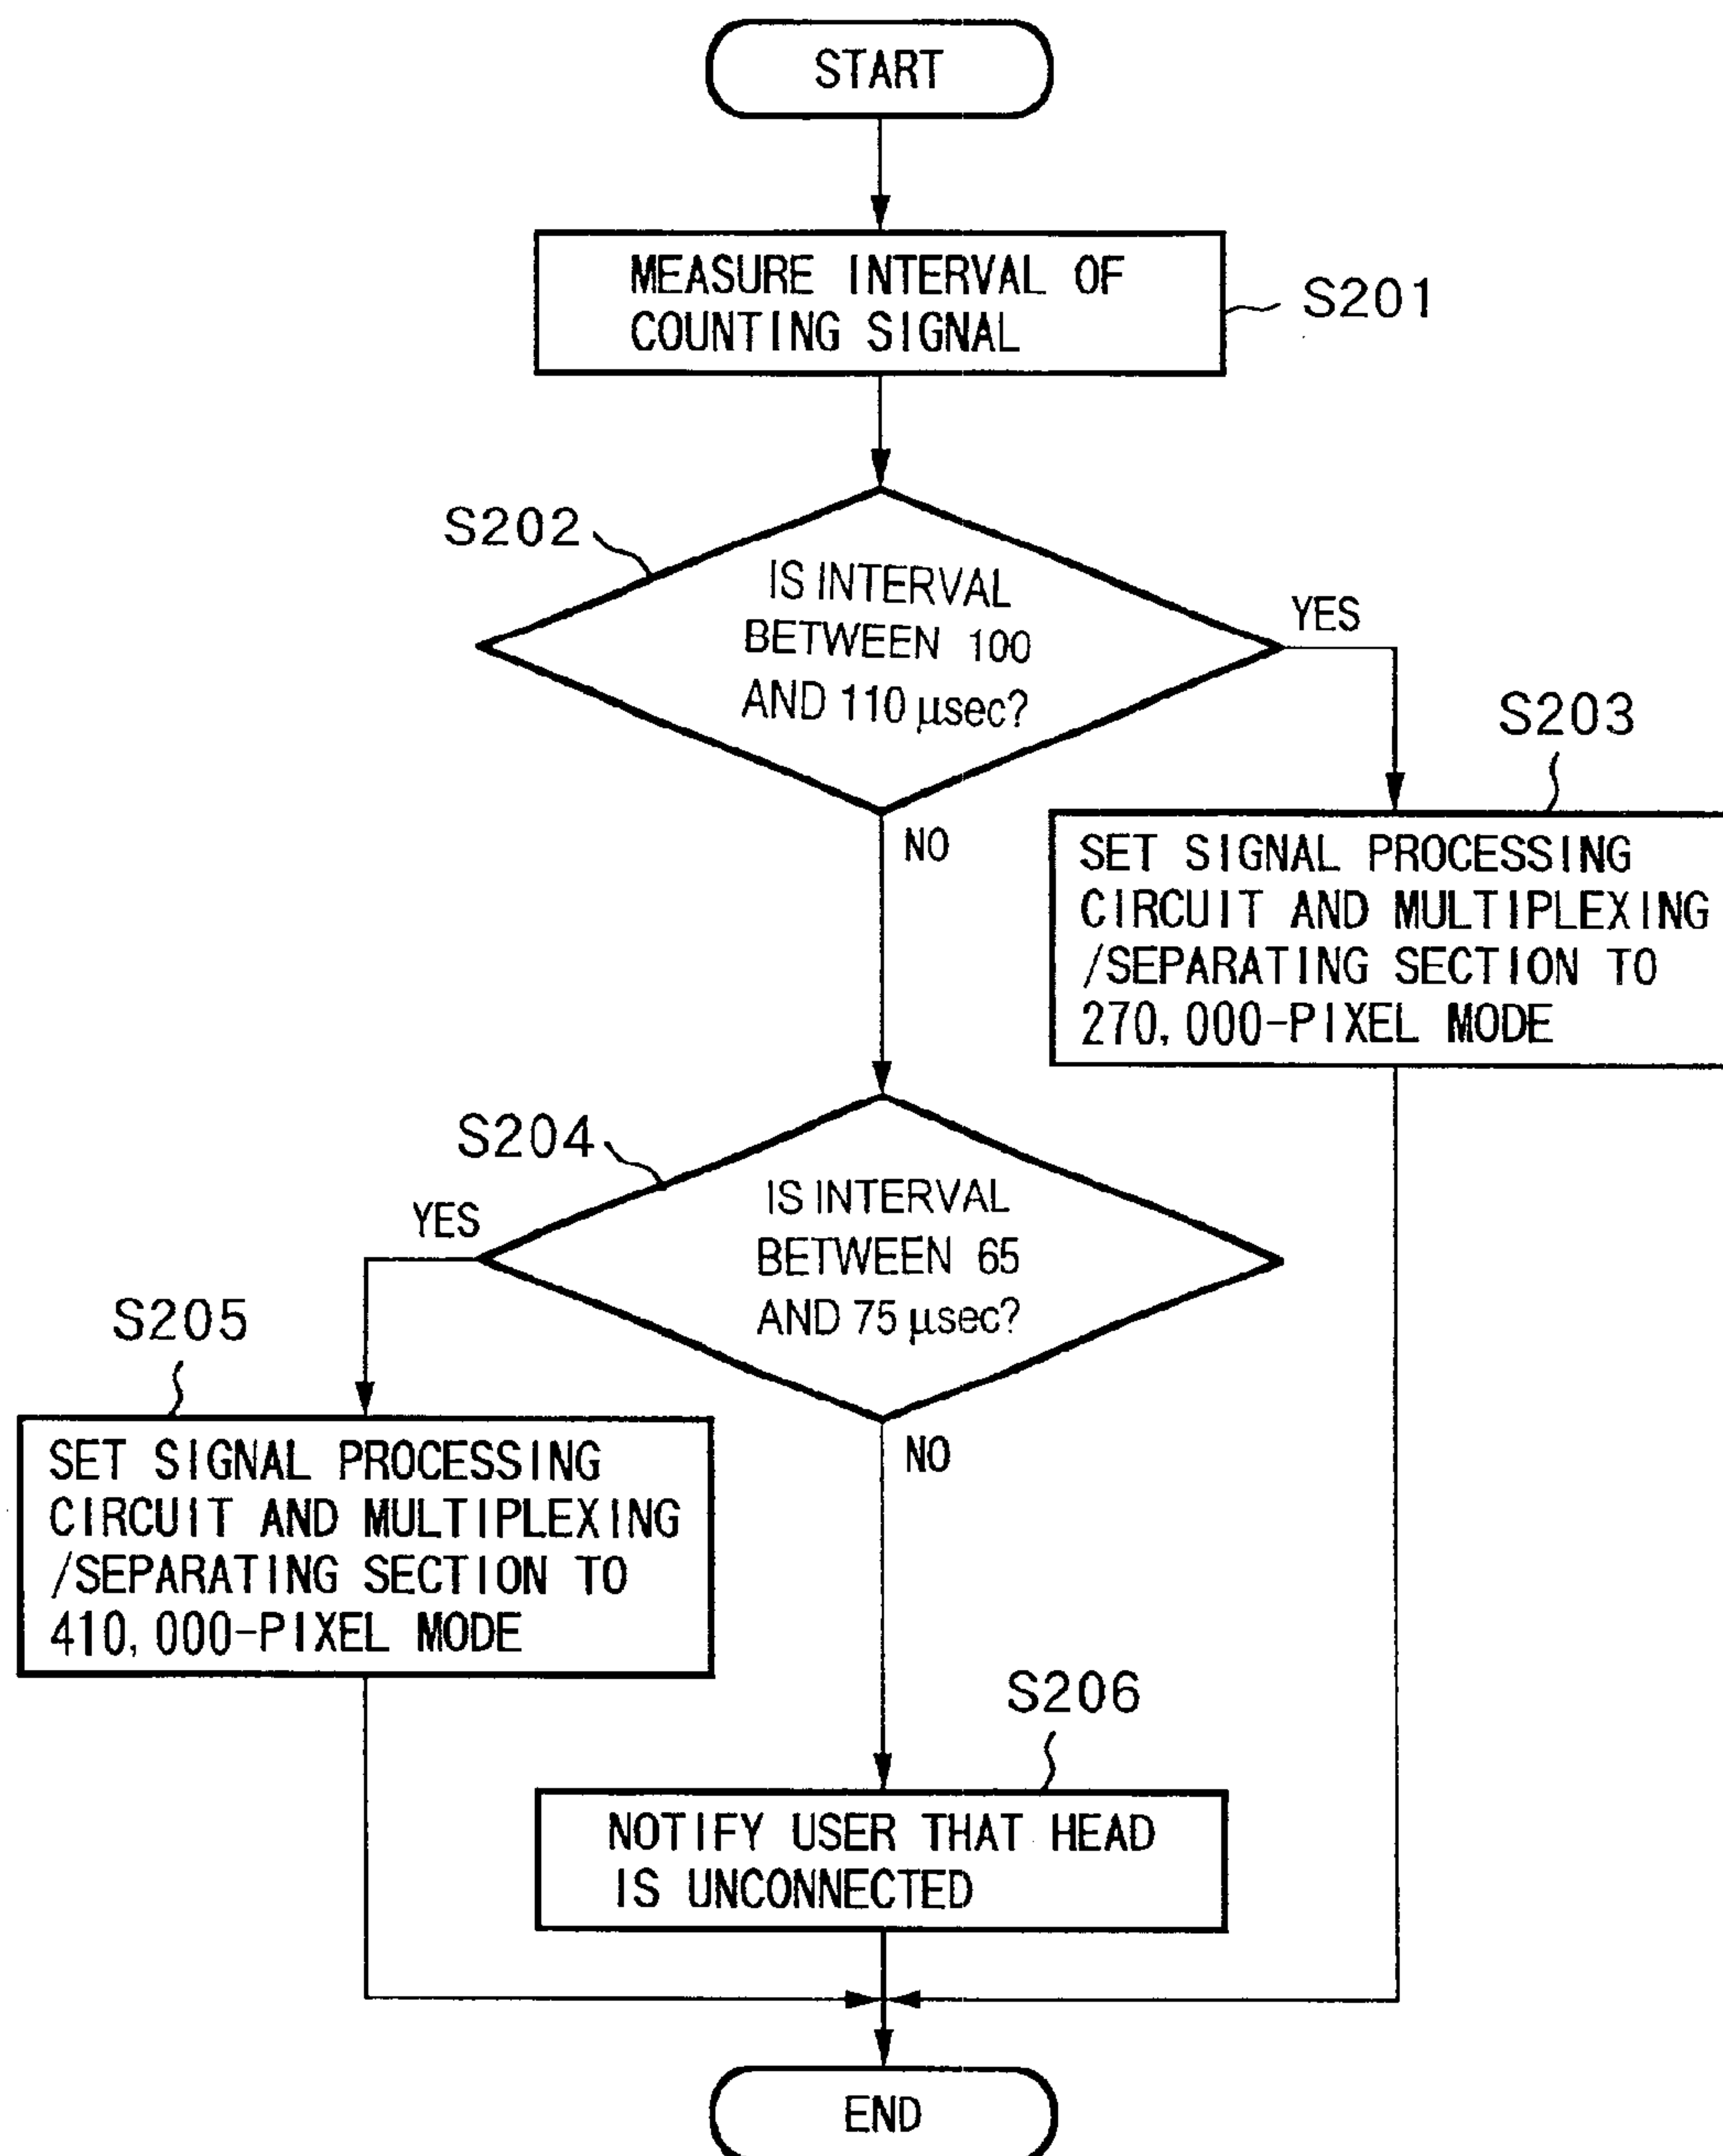 START
MEASURE INTERVAL OF
COUNTING SIGNAL
S201
S202
IS INTERVAL
BETWEEN 100
AND 110 μsec?
YES
NO
S203
SET SIGNAL PROCESSING
CIRCUIT AND MULTIPLEXING
/SEPARATING SECTION TO
270,000-PIXEL MODE
S204
IS INTERVAL
BETWEEN 65
AND 75 μsec?
YES
NO
S205
SET SIGNAL PROCESSING
CIRCUIT AND MULTIPLEXING
/SEPARATING SECTION TO
410,000-PIXEL MODE
S206
NOTIFY USER THAT HEAD
IS UNCONNECTED
END